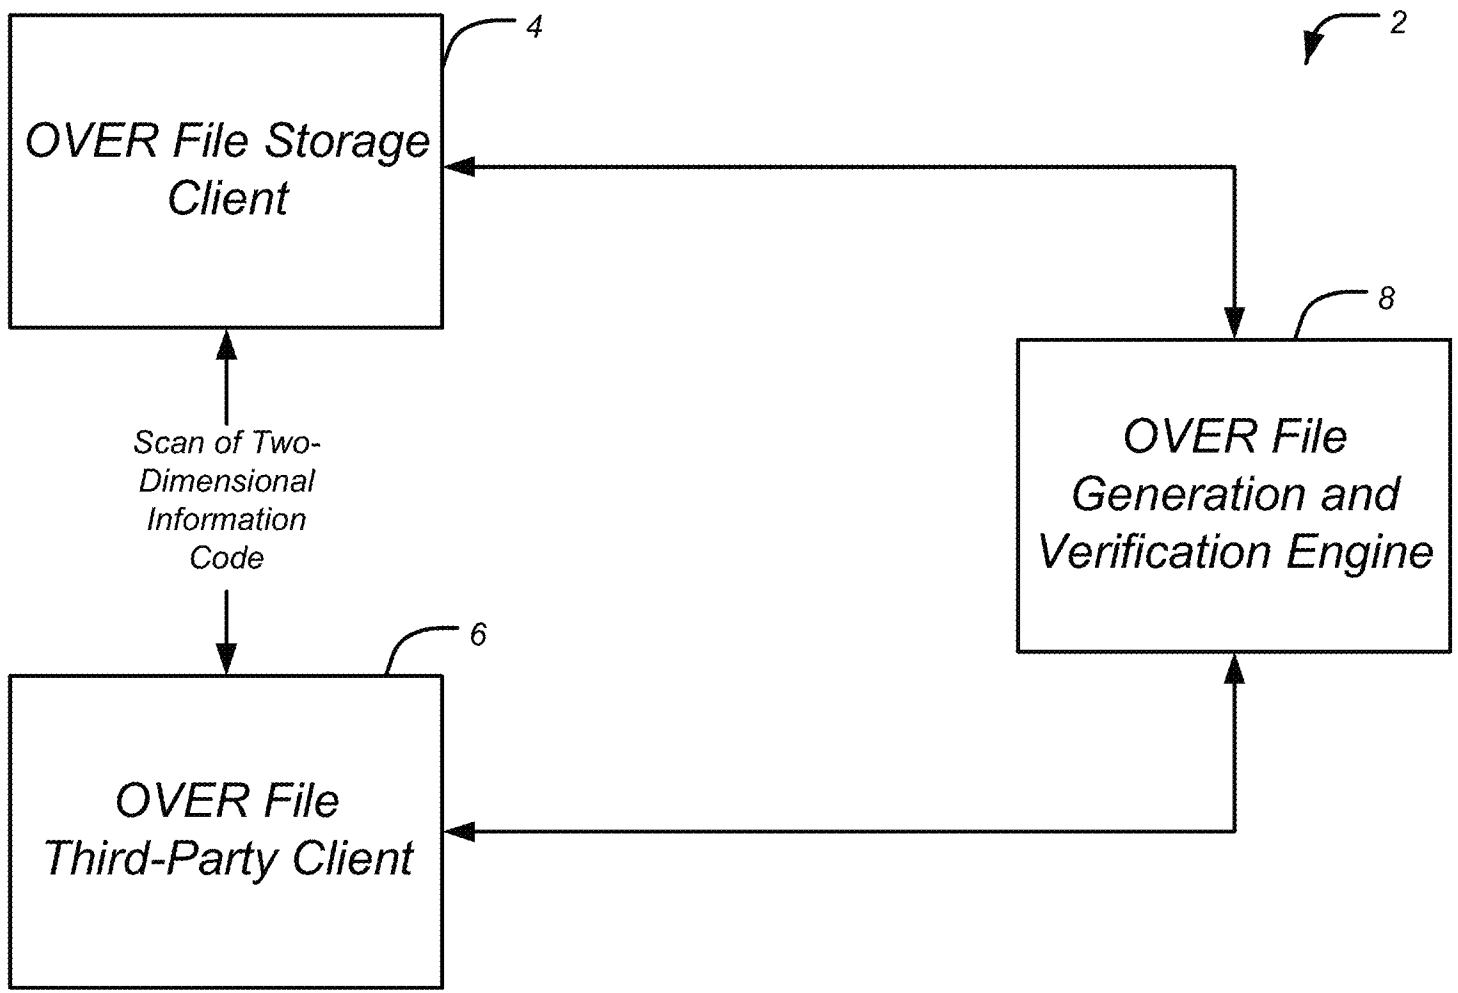 4
2
OVER File Storage
Client
8
Scan of Two-
Dimensional
Information
Code
OVER File
Generation and
Verification Engine
6
OVER File
Third-Party Client